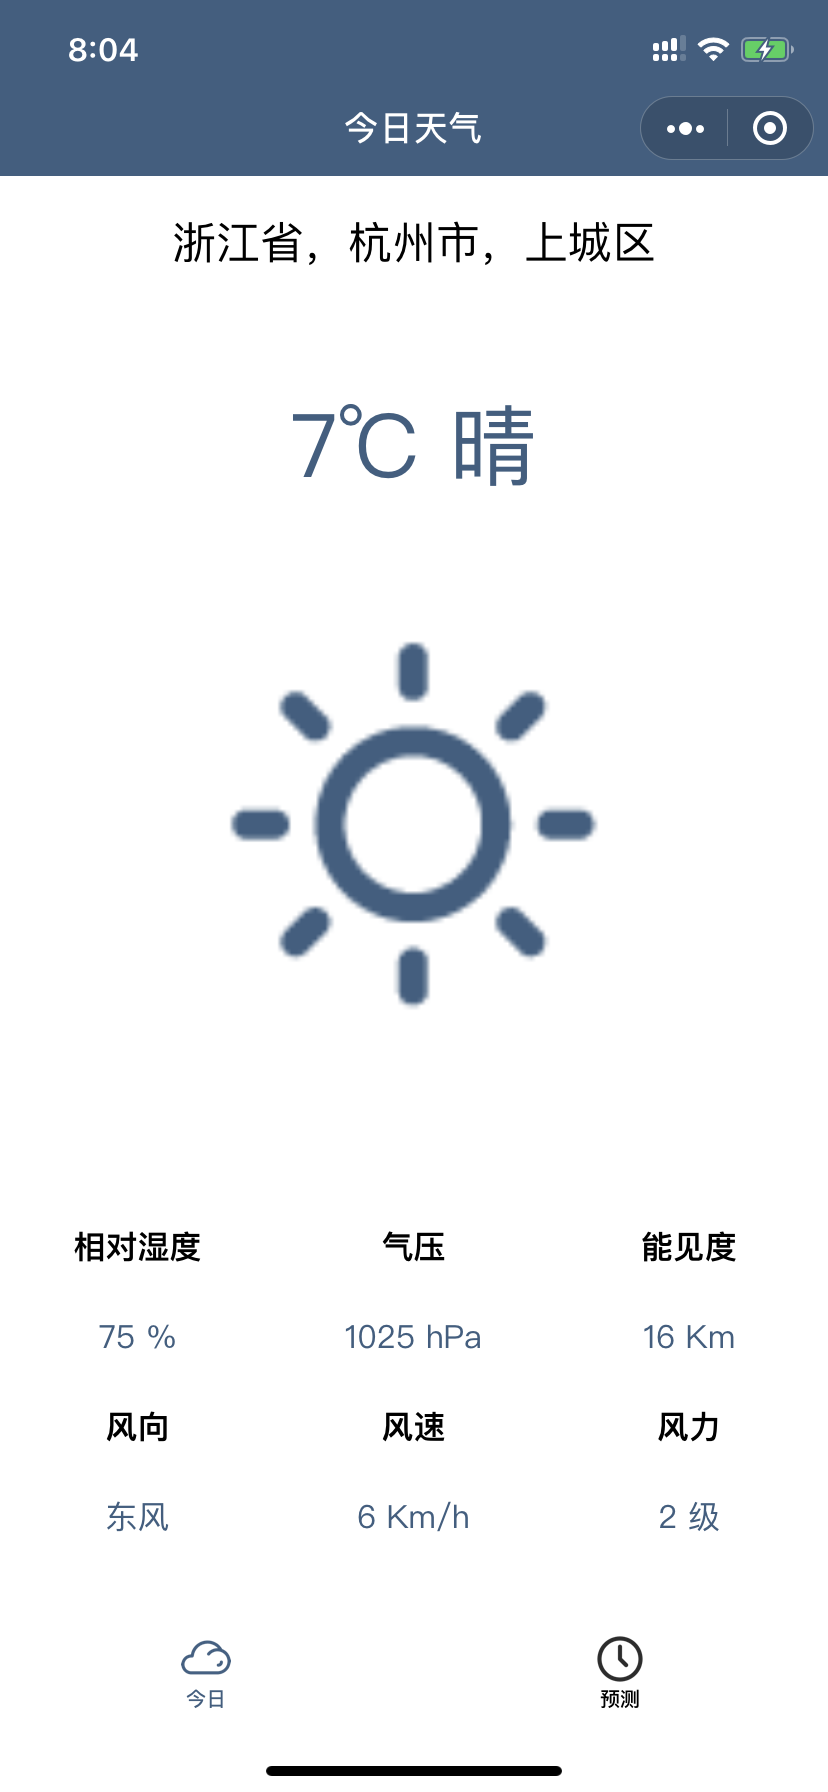 8:04
今日天气
浙江省，杭州市，上城区
7℃ 晴
相对湿度 气压 能见度
75 % 1025 hPa 16 Km
风向 风速 风力
东风 6 Km/h 2 级
今日 预测